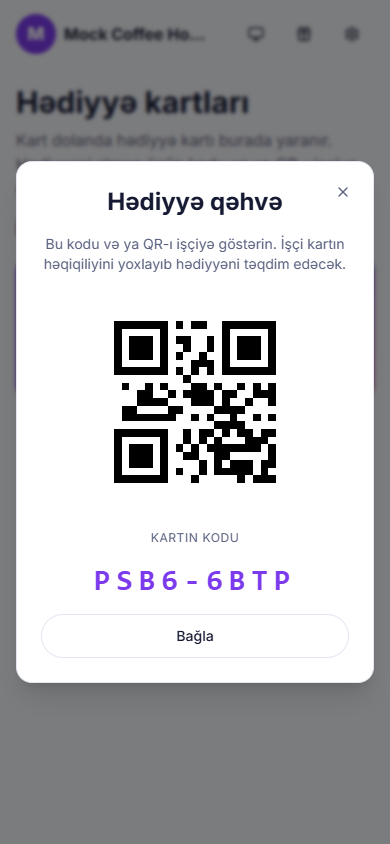 M Mock Coffee Ho...
Hədiyyə kartları
Kart dolanda hədiyyə kartı burada yaranır.
Hədiyyə qəhvə
Bu kodu və ya QR-ı işçiyə göstərin. İşçi kartın
həqiqiliyini yoxlayıb hədiyyəni təqdim edəcək.
KARTIN KODU
PSB6-6BTP
Bağla